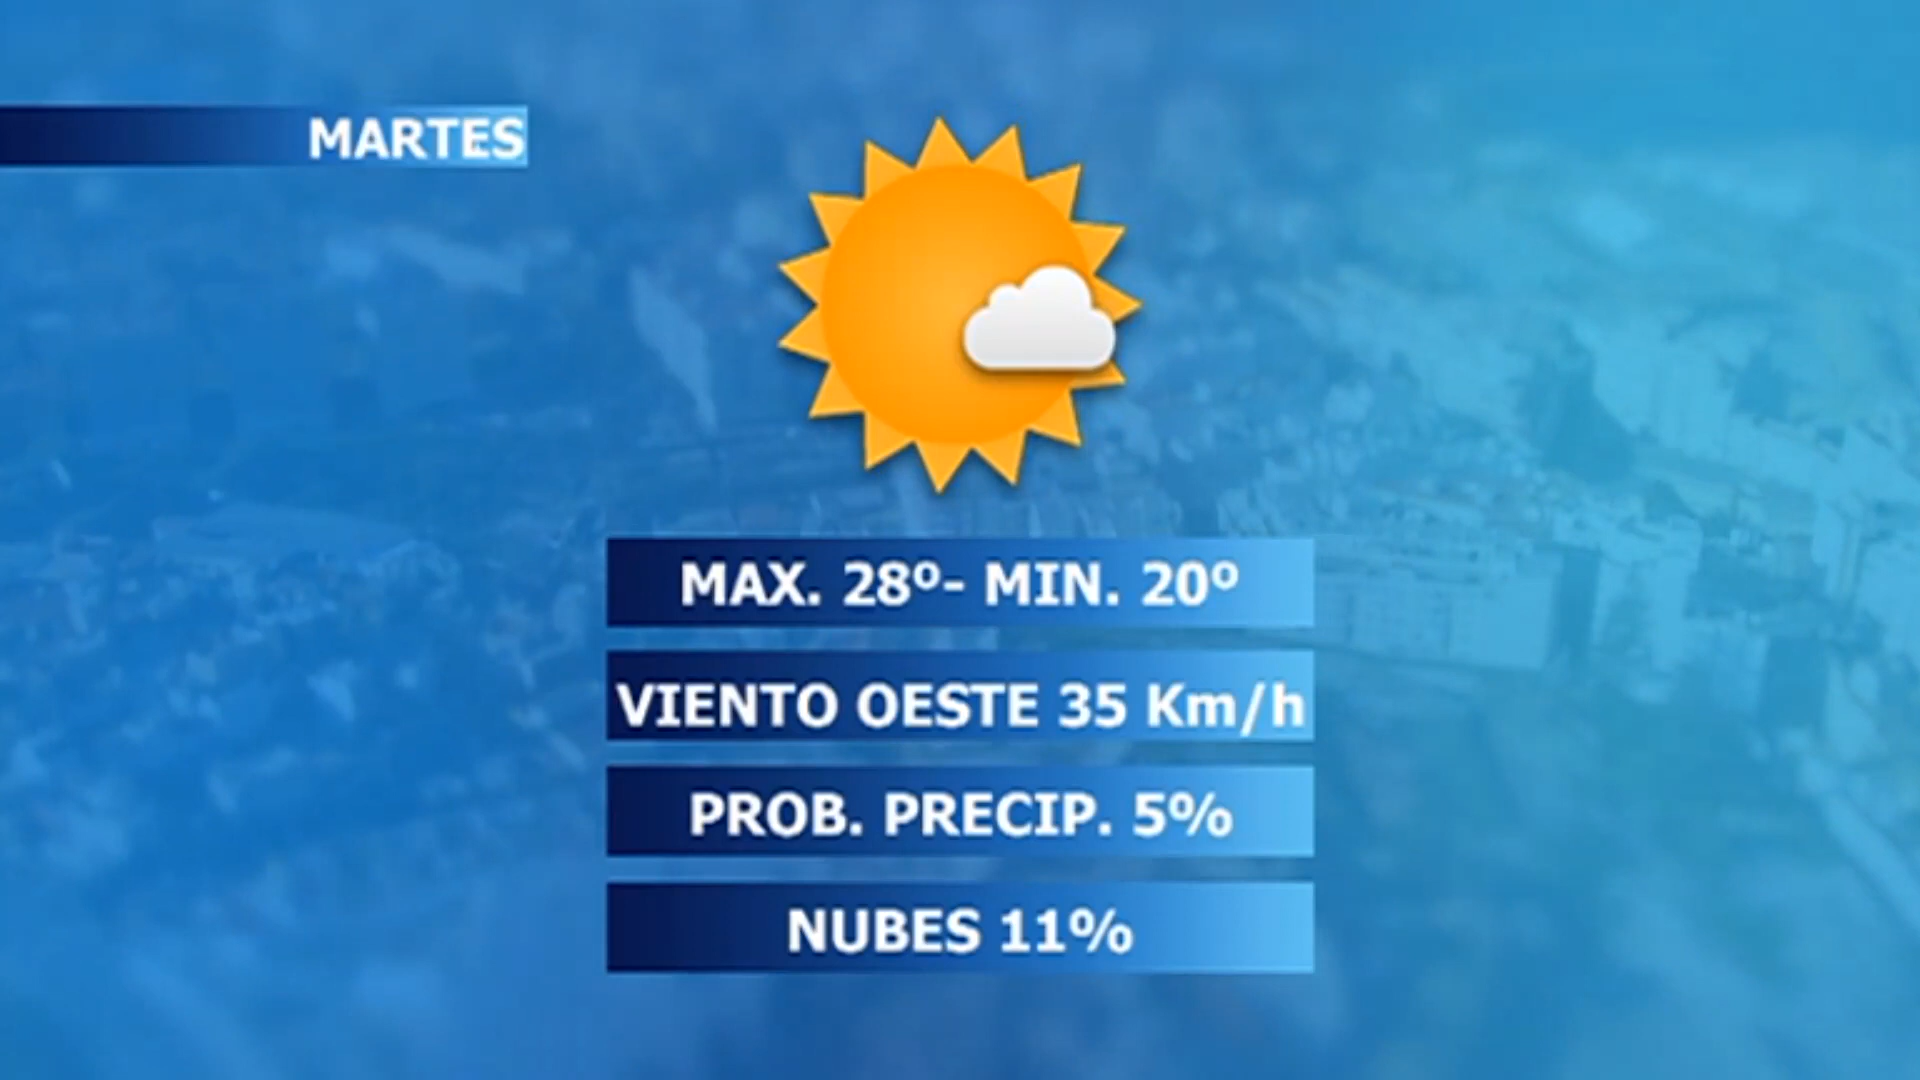 MARTES
MAX. 28º- MIN. 20º
VIENTO OESTE 35 Km/h
PROB. PRECIP. 5%
NUBES 11%